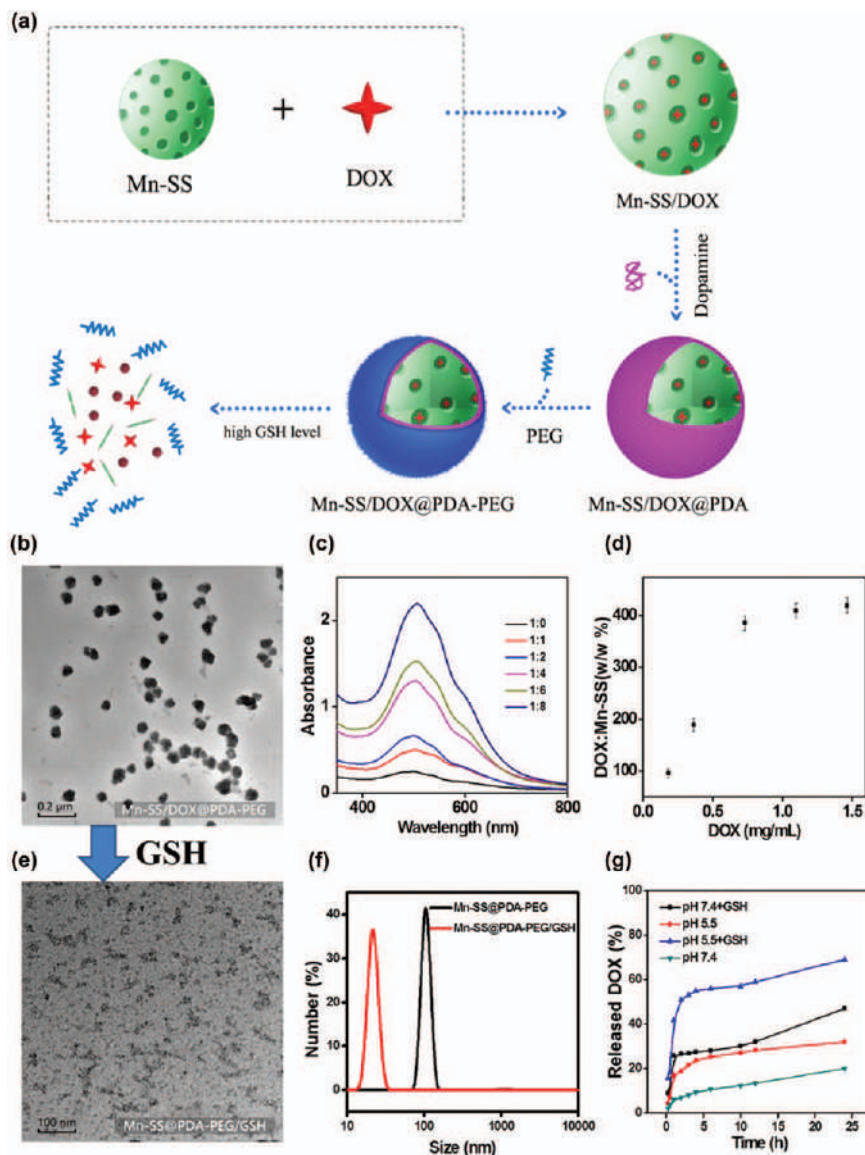 (a)
+
Mn-SS
DOX
Mn-SS/DOX
Dopamine
high GSH level
PEG
Mn-SS/DOX@PDA-PEG
Mn-SS/DOX@PDA
(b)
0.2 μm
Mn-SS/DOX@PDA-PEG
GSH
(c)
2
1
0
Absorbance
400 600 800
Wavelength (nm)
1:0
1:1
1:2
1:4
1:6
1:8
(d)
400
300
200
100
DOX:Mn-SS(w/w %)
0.0 0.4 0.8 1.2 1.6
DOX (mg/mL)
(e)
100 nm
Mn-SS@PDA-PEG/GSH
(f)
Mn-SS@PDA-PEG
Mn-SS@PDA-PEG/GSH
40
30
20
10
0
Number (%)
10 100 1000 10000
Size (nm)
(g)
100
80
60
40
20
0
Released DOX (%)
pH 7.4+GSH
pH 5.5
pH 5.5+GSH
pH 7.4
0 5 10 15 20 25
Time (h)